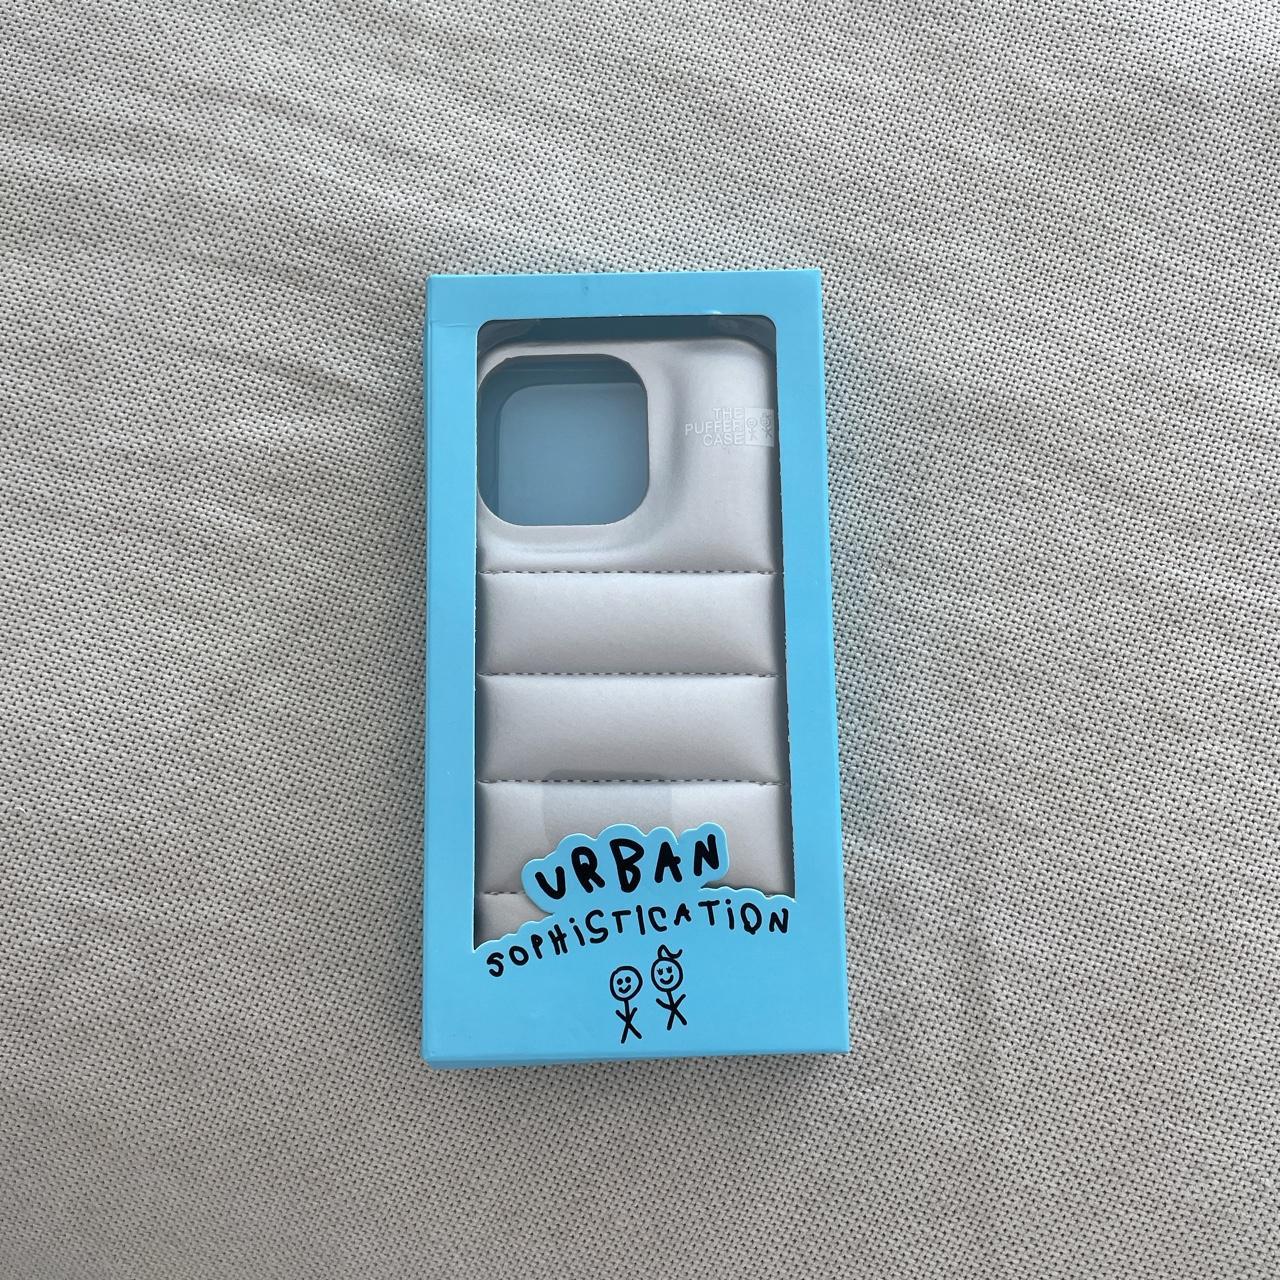 THE
PUFFER
CASE
URBAN
SOPHiSTICATiON